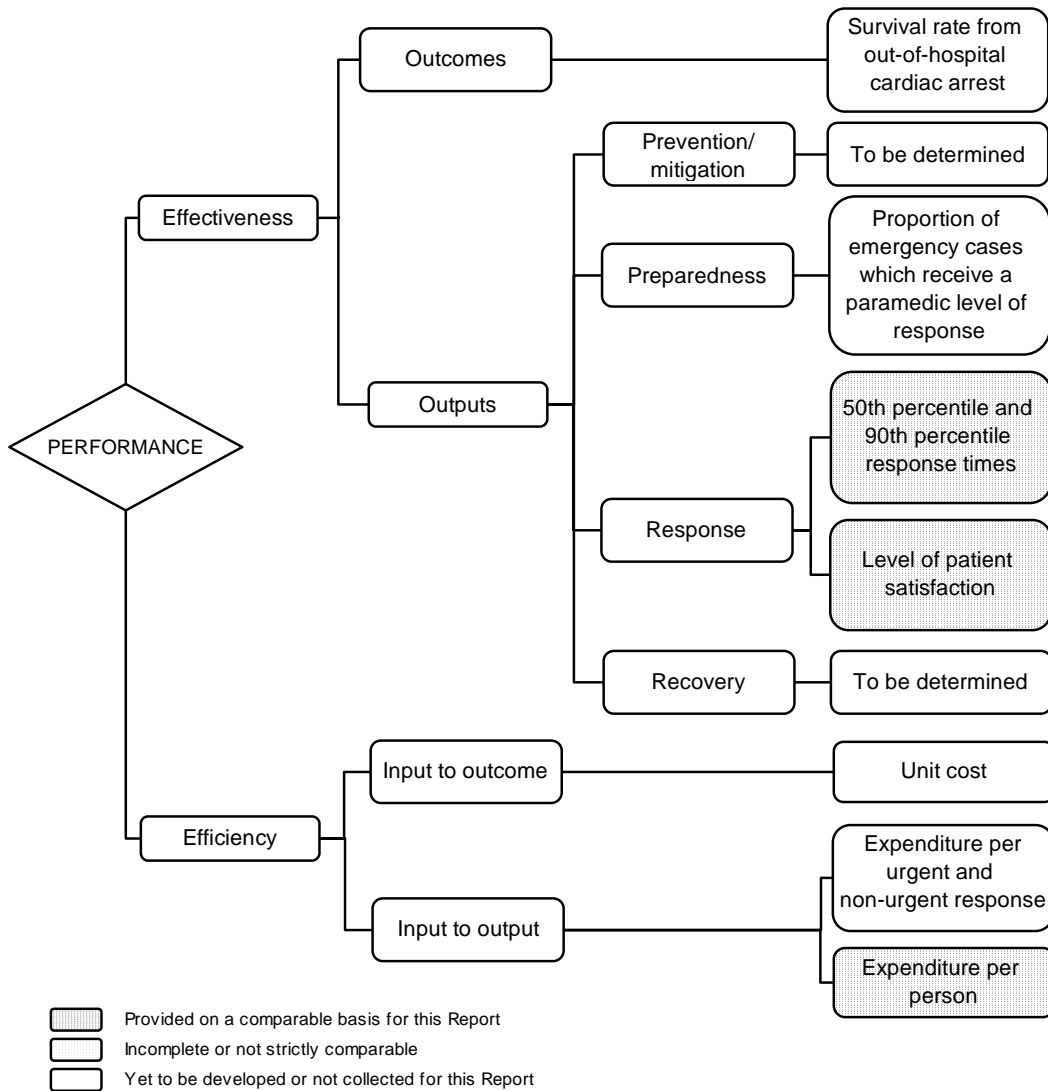 Outcomes
Survival rate from
out-of-hospital
cardiac arrest
Prevention/
mitigation
To be determined
Effectiveness
Proportion of
emergency cases
which receive a
paramedic level of
response
Preparedness
Outputs
50th percentile and
90th percentile
response times
PERFORMANCE
Response
Level of patient
satisfaction
Recovery
To be determined
Input to outcome
Unit cost
Efficiency
Expenditure per
urgent and
non-urgent response
Input to output
Expenditure per
person
Provided on a comparable basis for this Report
Incomplete or not strictly comparable
Yet to be developed or not collected for this Report